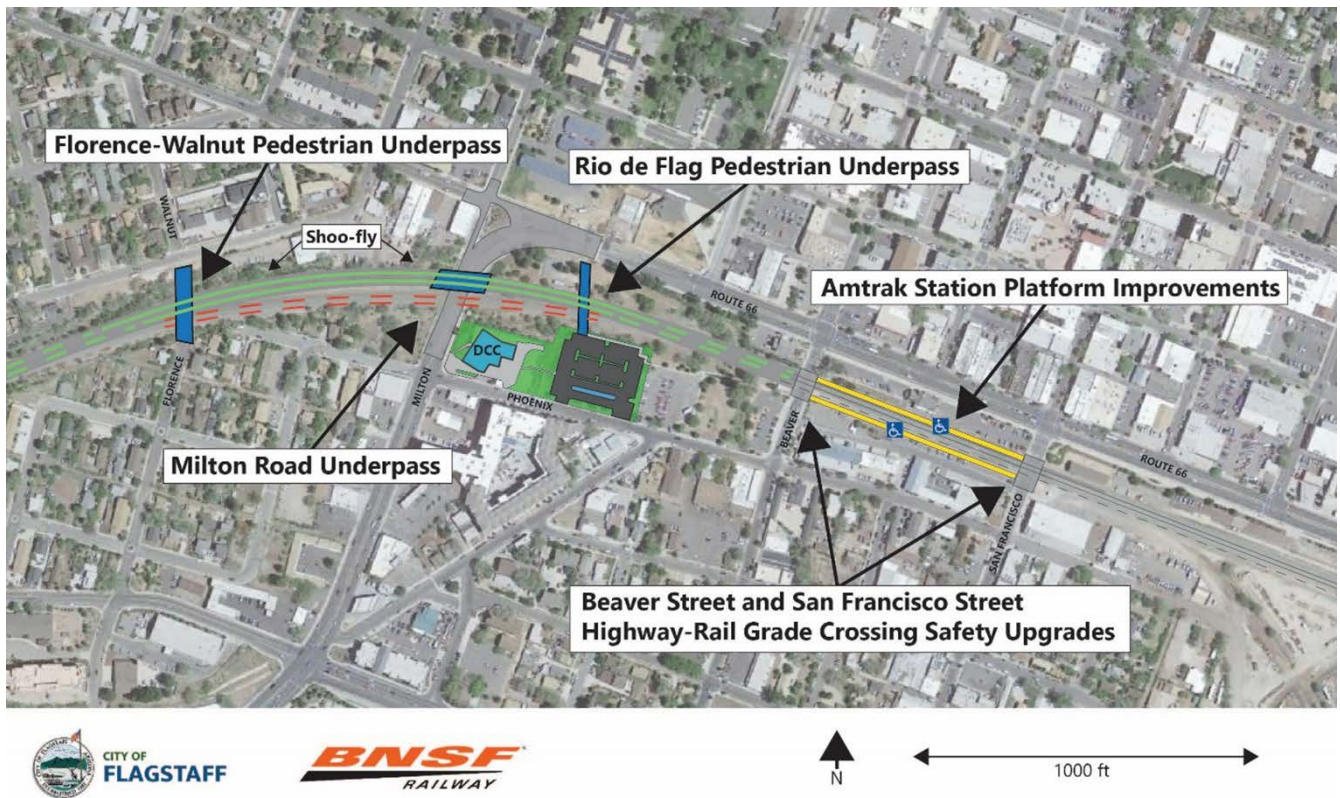 Florence-Walnut Pedestrian Underpass
Rio de Flag Pedestrian Underpass
WALNUT
Shoo-fly
Amtrak Station Platform Improvements
ROUTE 66
DCC
FLORENCE
MILTON
PHOENIX
BEAVER
ROUTE 66
Milton Road Underpass
SAN FRANCISCO
Beaver Street and San Francisco Street
Highway-Rail Grade Crossing Safety Upgrades
CITY OF
FLAGSTAFF
BNSF
RAILWAY
N
1000 ft